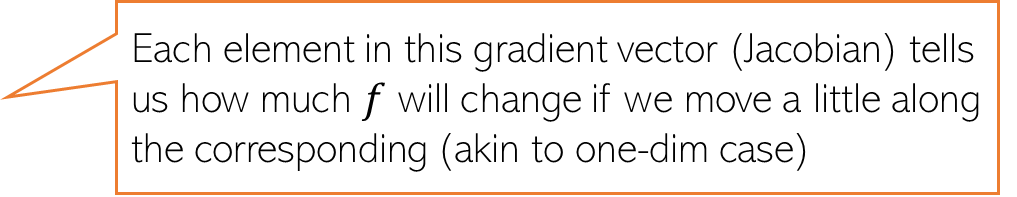 Each element in this gradient vector (Jacobian) tells
us how much f will change if we move a little along
the corresponding (akin to one-dim case)